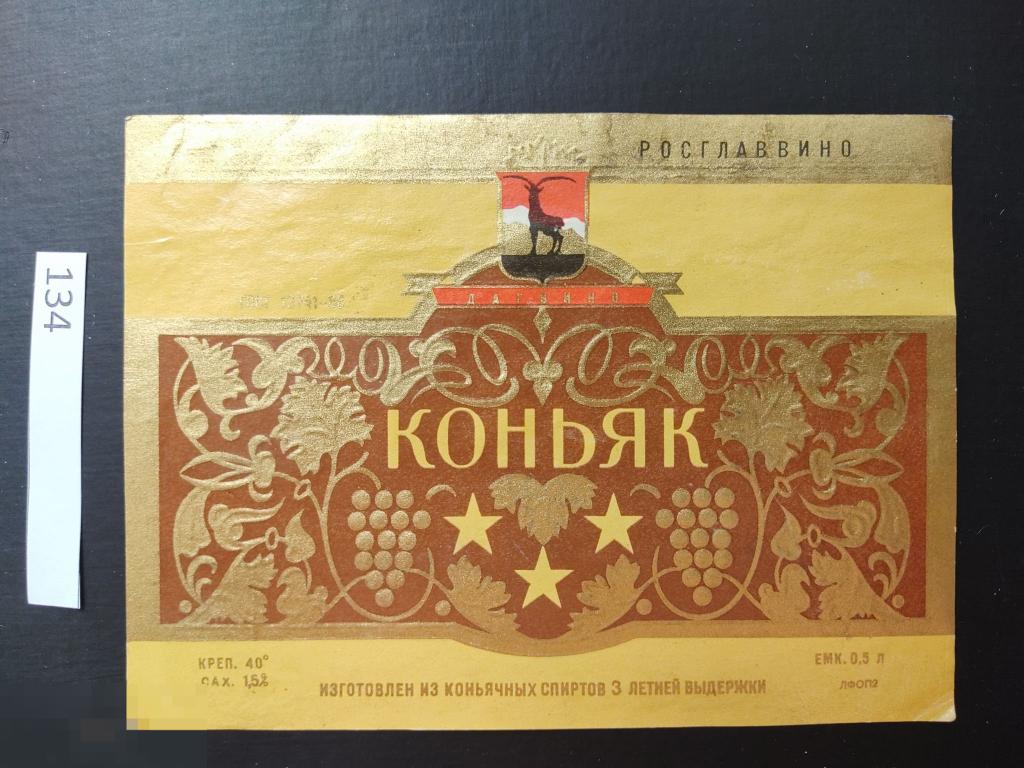 134
РОСГЛАВВИНО
ДАГВИНО
КОНЬЯК
КРЕП. 40°
САХ. 1,5%
ЕМК. 0,5 Л
ИЗГОТОВЛЕН ИЗ КОНЬЯЧНЫХ СПИРТОВ 3 ЛЕТНЕЙ ВЫДЕРЖКИ
ЛФОП2